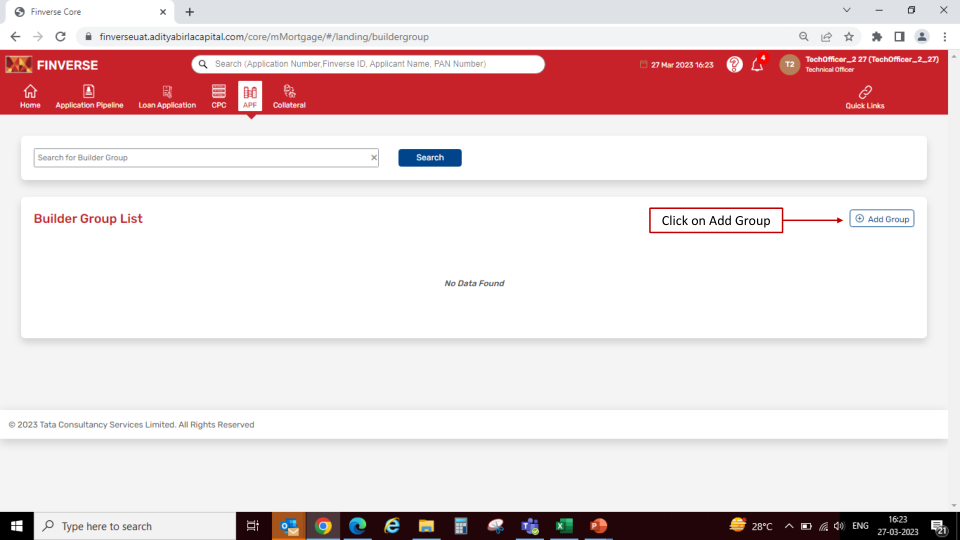 Finverse Core
finverseuat.adityabirlacapital.com/core/mMortgage/#/landing/buildergroup
FINVERSE
Search (Application Number,Finverse ID, Applicant Name, PAN Number)
27 Mar 2023 16:23
4
T2
TechOfficer_2 27 (TechOfficer_2_27)
Technical Officer
Home
Application Pipeline
Loan Application
CPC
APF
Collateral
Quick Links
Search for Builder Group
Search
Builder Group List
Click on Add Group
Add Group
No Data Found
© 2023 Tata Consultancy Services Limited. All Rights Reserved
Type here to search
28°C
ENG
16:23
27-03-2023
21